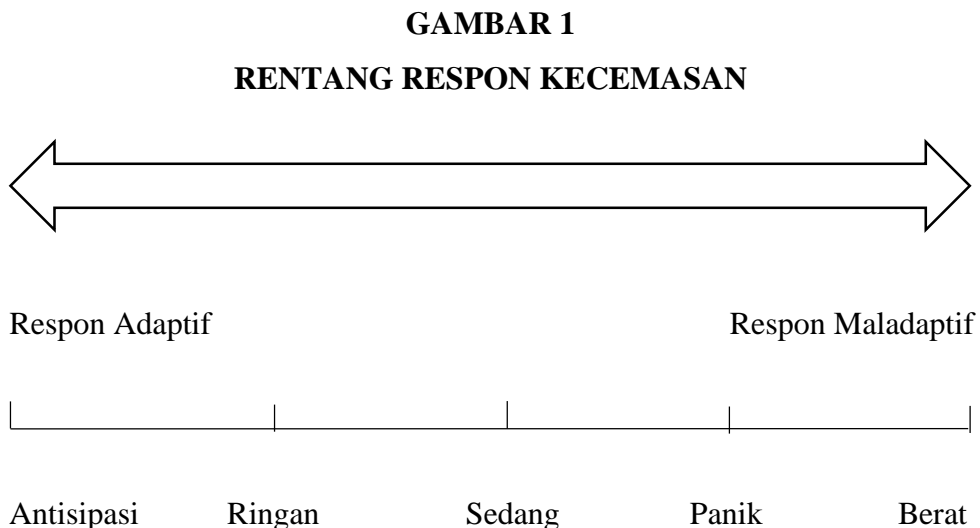 GAMBAR 1
RENTANG RESPON KECEMASAN
Respon Adaptif Respon Maladaptif
Antisipasi Ringan Sedang Panik Berat